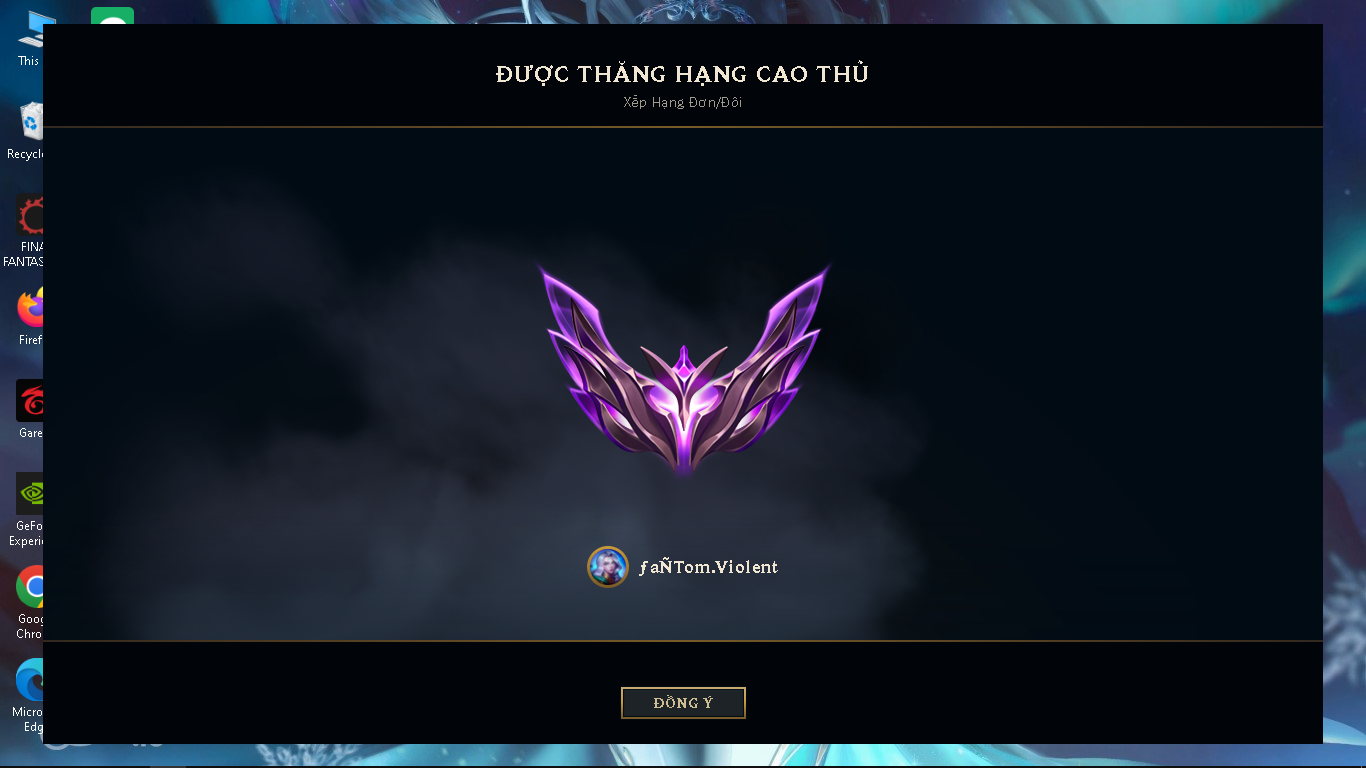 ĐƯỢC THĂNG HẠNG CAO THỦ
Xếp Hạng Đơn/Đôi
ƒaÑTom.Violent
ĐỒNG Ý
This
Recycle
FINA
FANTAS
Firef
Gare
GeFo
Experi
Goog
Chro
Micro
Edg